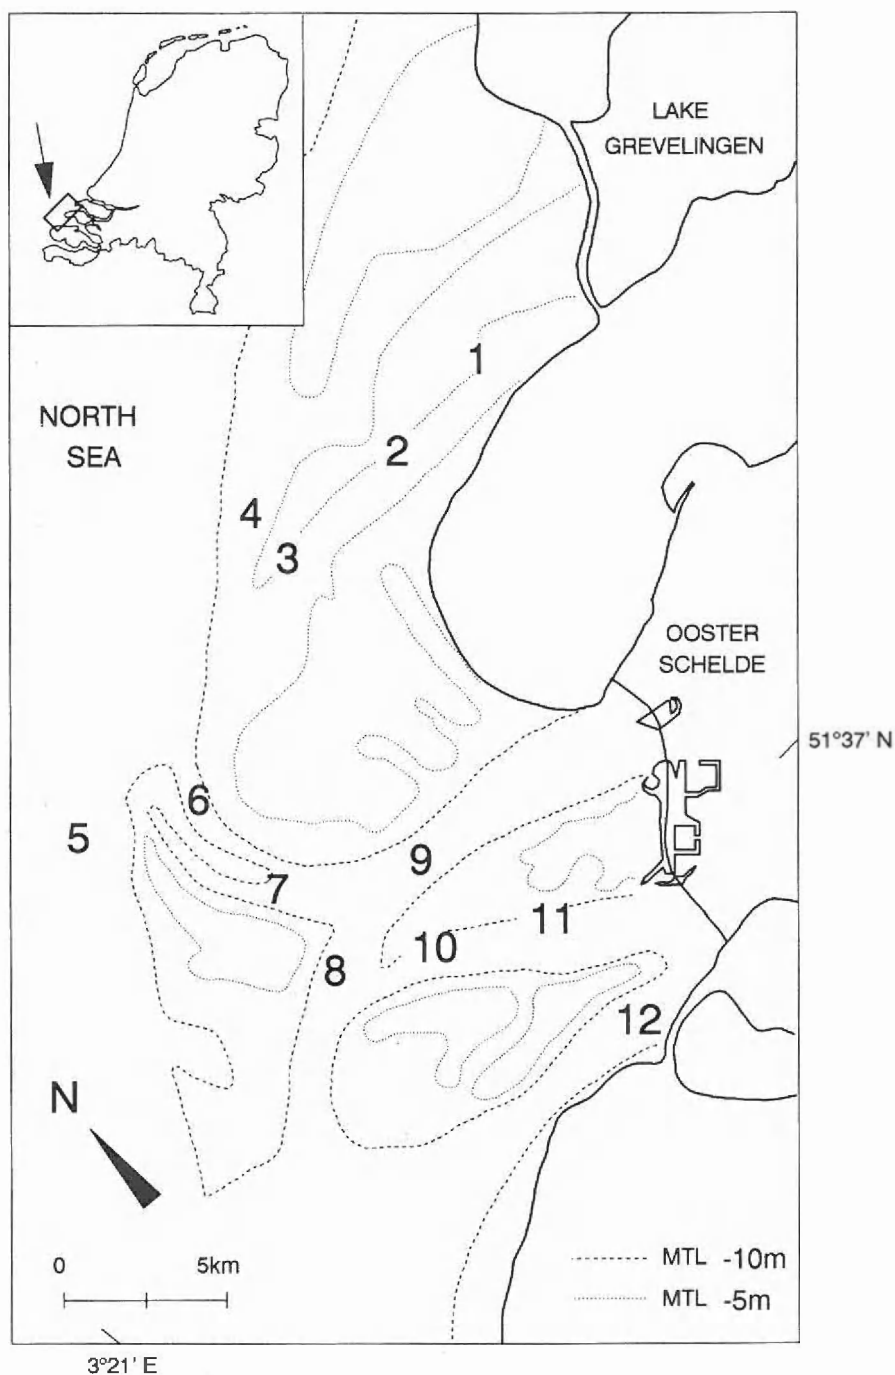 LAKE
GREVELINGEN
1
NORTH
SEA
2
4
3
OOSTER
SCHELDE
51°37' N
6
5
9
7
11
10
8
12
N
0 5km
MTL -10m
MTL -5m
3°21' E